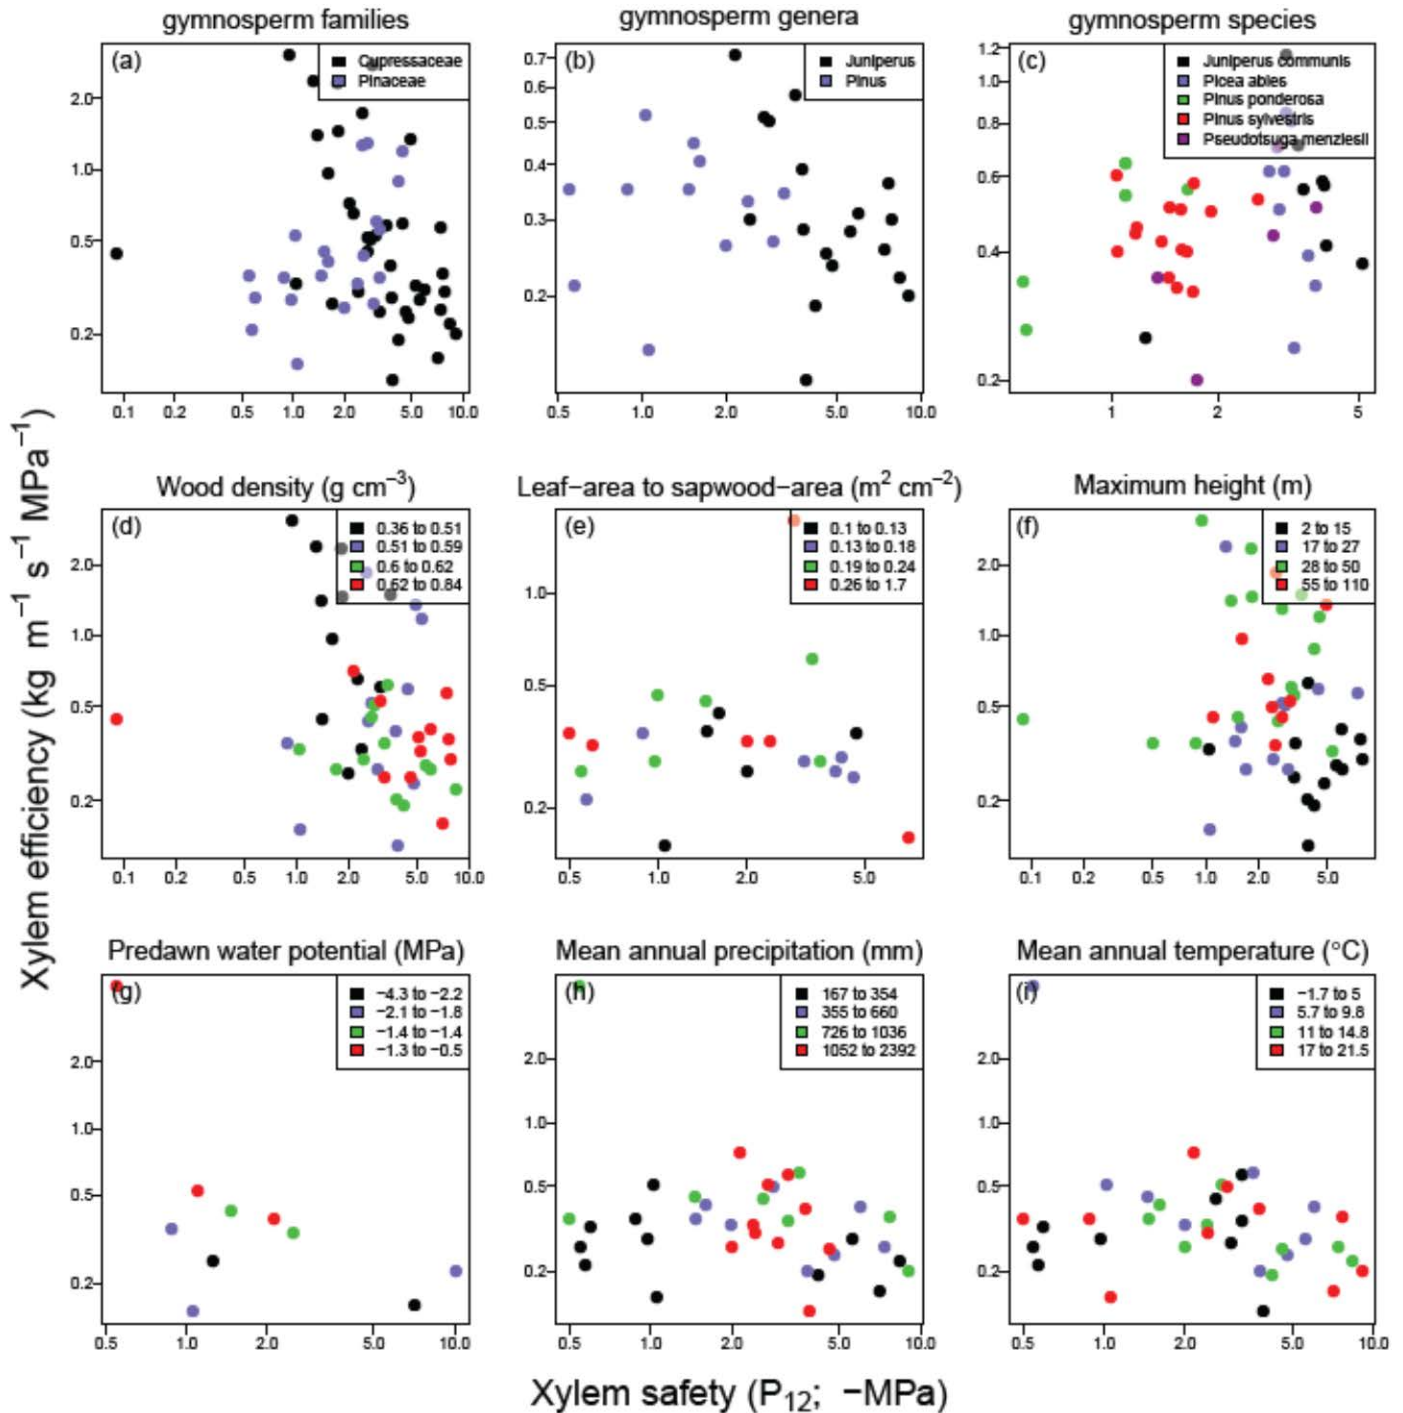 gymnosperm families
gymnosperm genera
gymnosperm species
(a)
Cupressaceae
Pinaceae
2.0
1.0
0.5
0.2
0.1 0.2 0.5 1.0 2.0 5.0 10.0
(b)
Juniperus
Pinus
0.7
0.6
0.5
0.4
0.3
0.2
0.5 1.0 2.0 5.0 10.0
(c)
Juniperus communis
Picea abies
Pinus ponderosa
Pinus sylvestris
Pseudotsuga menziesii
1.2
1.0
0.8
0.6
0.4
0.2
1 2 5
Xylem efficiency (kg m−1 s−1 MPa−1)
Wood density (g cm−3)
Leaf−area to sapwood−area (m2 cm−2)
Maximum height (m)
(d)
0.36 to 0.51
0.51 to 0.59
0.6 to 0.62
0.62 to 0.84
2.0
1.0
0.5
0.2
0.1 0.2 0.5 1.0 2.0 5.0 10.0
(e)
0.1 to 0.13
0.13 to 0.18
0.19 to 0.24
0.26 to 1.7
1.0
0.5
0.2
0.5 1.0 2.0 5.0
(f)
2 to 15
17 to 27
28 to 50
55 to 110
2.0
1.0
0.5
0.2
0.1 0.2 0.5 1.0 2.0 5.0
Predawn water potential (MPa)
Mean annual precipitation (mm)
Mean annual temperature (°C)
(g)
−4.3 to −2.2
−2.1 to −1.8
−1.4 to −1.4
−1.3 to −0.5
2.0
1.0
0.5
0.2
0.5 1.0 2.0 5.0 10.0
(h)
167 to 354
355 to 660
726 to 1036
1052 to 2392
2.0
1.0
0.5
0.2
0.5 1.0 2.0 5.0 10.0
(i)
−1.7 to 5
5.7 to 9.8
11 to 14.8
17 to 21.5
2.0
1.0
0.5
0.2
0.5 1.0 2.0 5.0 10.0
Xylem safety (P12; −MPa)